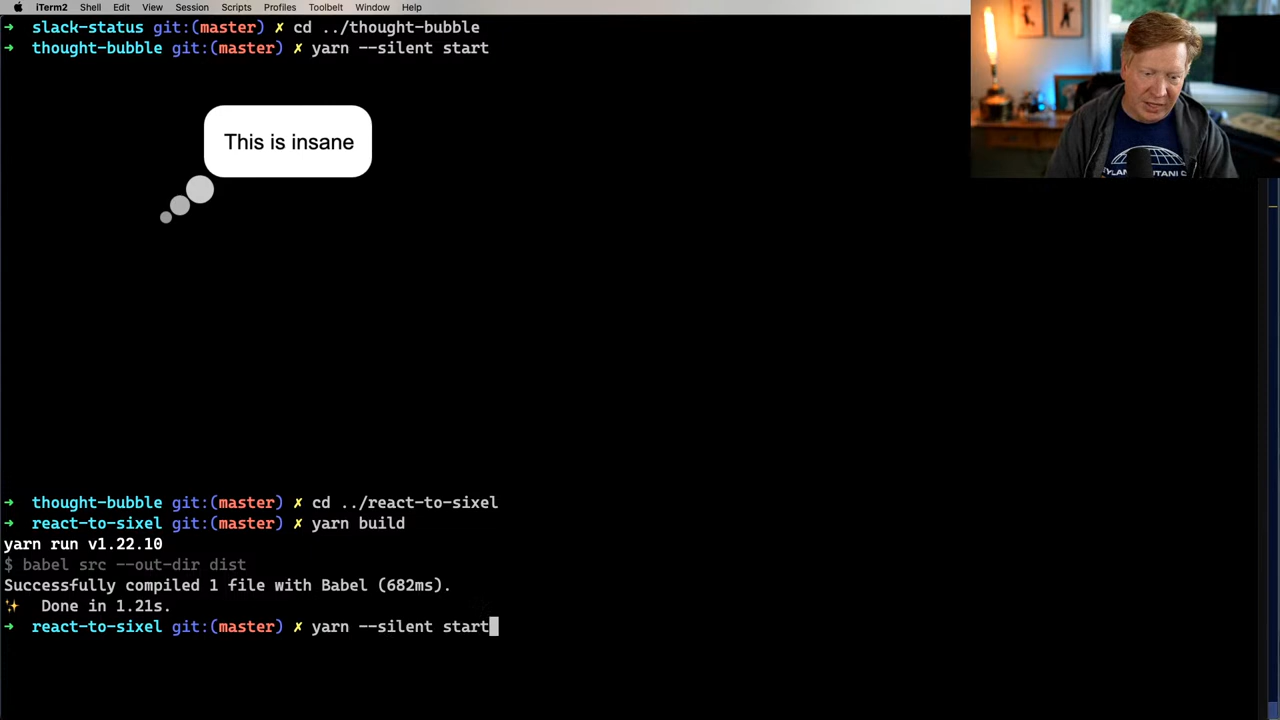 iTerm2 Shell Edit View Session Scripts Profiles Toolbelt Window Help
➜ slack-status git:(master) ✗ cd ../thought-bubble
➜ thought-bubble git:(master) ✗ yarn --silent start
This is insane
➜ thought-bubble git:(master) ✗ cd ../react-to-sixel
➜ react-to-sixel git:(master) ✗ yarn build
yarn run v1.22.10
$ babel src --out-dir dist
Successfully compiled 1 file with Babel (682ms).
✨ Done in 1.21s.
➜ react-to-sixel git:(master) ✗ yarn --silent start